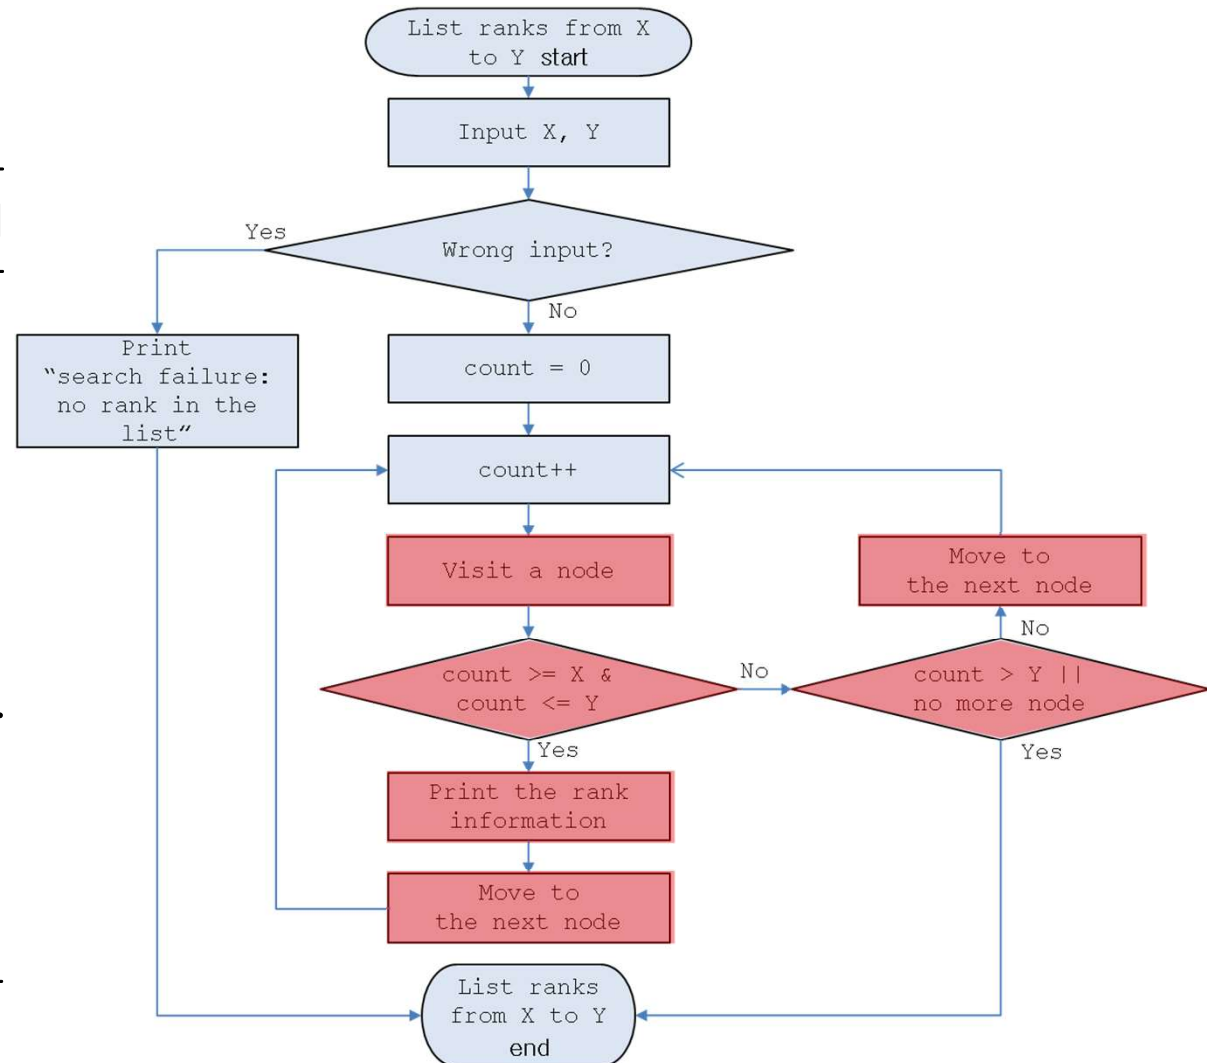 List ranks from X
to Y start
Input X, Y
Yes
Wrong input?
No
Print
“search failure:
no rank in the
list”
count = 0
count++
Visit a node
Move to
the next node
No
count >= X &
count <= Y
No
count > Y ||
no more node
Yes
Yes
Print the rank
information
Move to
the next node
List ranks
from X to Y
end